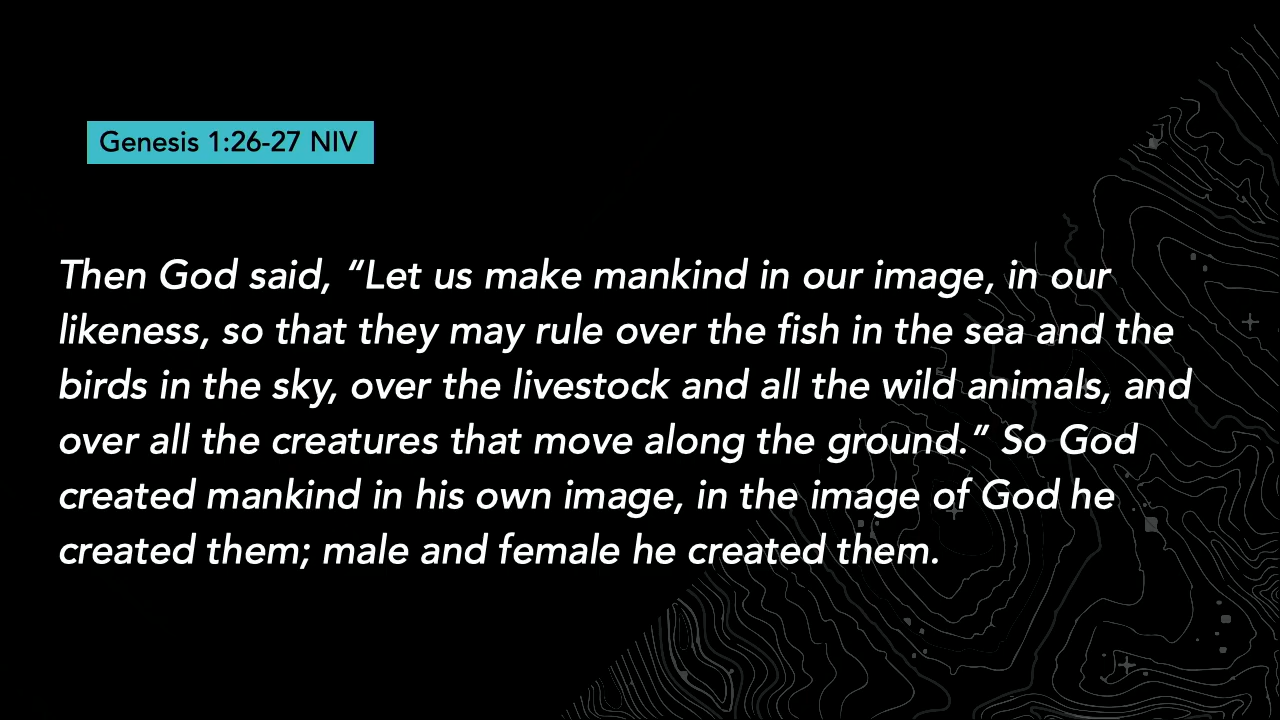 Genesis 1:26-27 NIV
Then God said, “Let us make mankind in our image, in our
likeness, so that they may rule over the fish in the sea and the
birds in the sky, over the livestock and all the wild animals, and
over all the creatures that move along the ground.” So God
created mankind in his own image, in the image of God he
created them; male and female he created them.